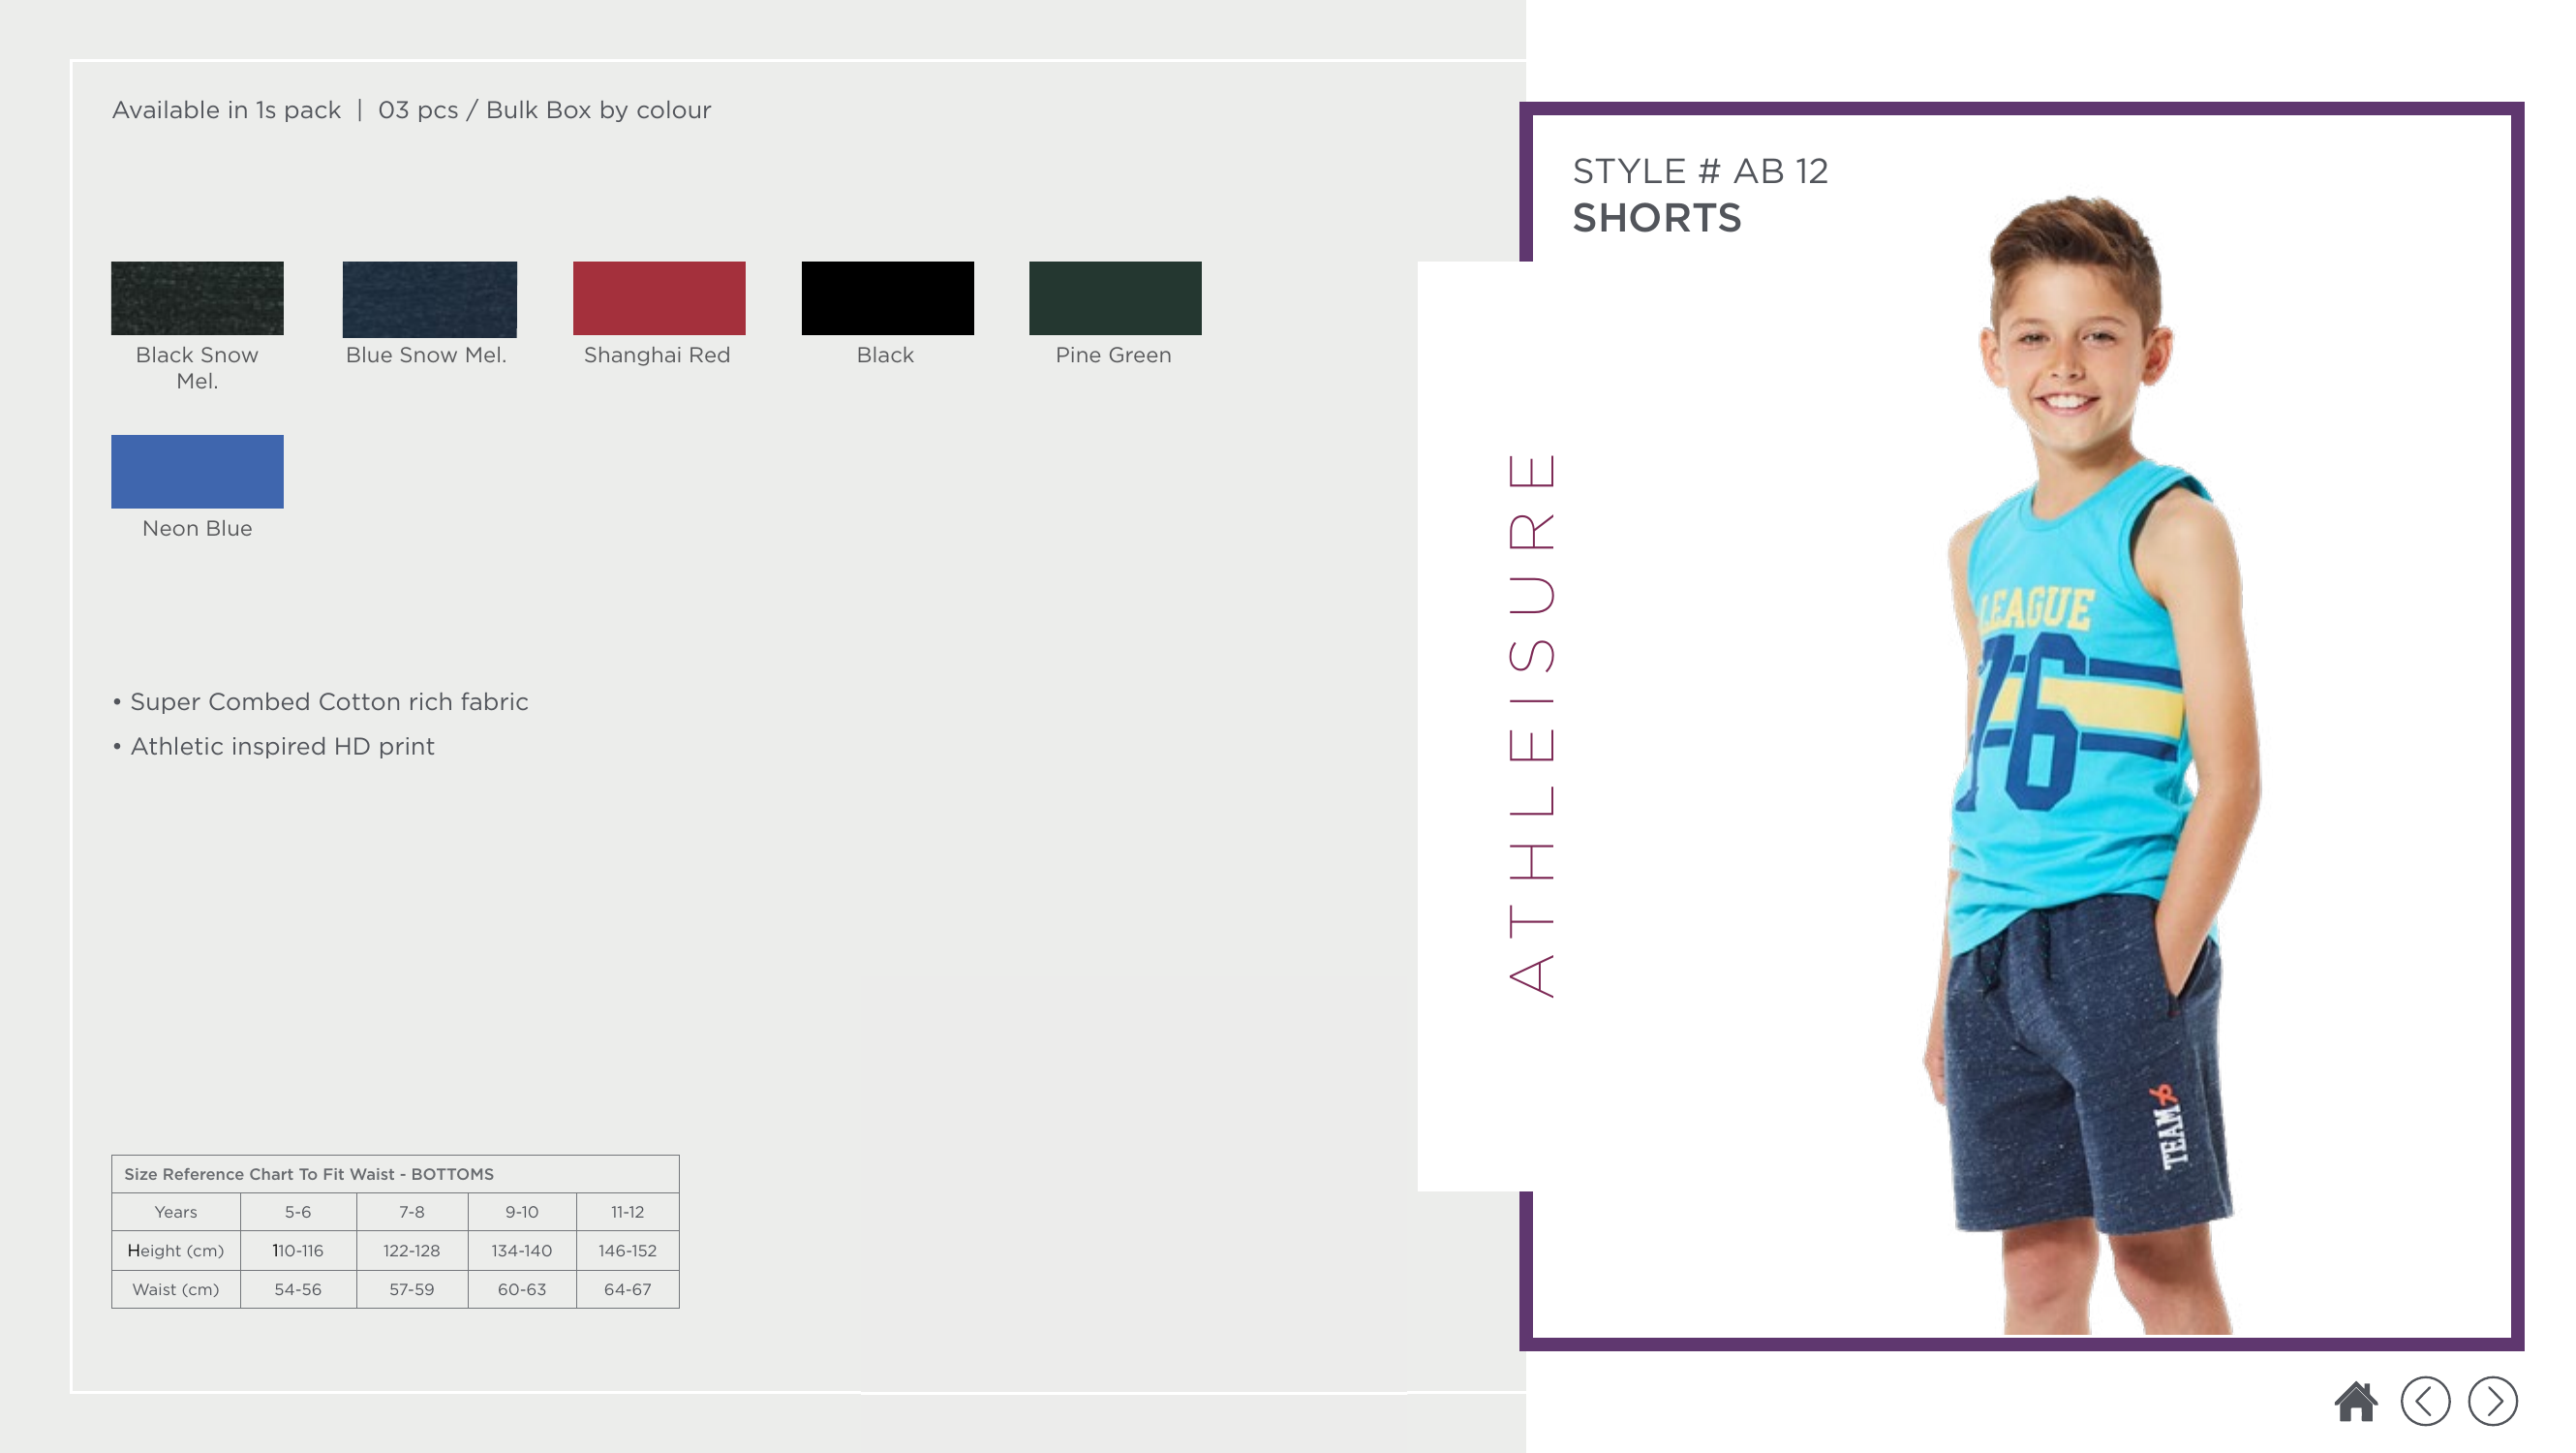 Available in 1s pack | 03 pcs / Bulk Box by colour
Black Snow
Mel.
Blue Snow Mel.
Shanghai Red
Black
Pine Green
Neon Blue
• Super Combed Cotton rich fabric
• Athletic inspired HD print
Size Reference Chart To Fit Waist - BOTTOMS
Years 5-6 7-8 9-10 11-12
Height (cm) 110-116 122-128 134-140 146-152
Waist (cm) 54-56 57-59 60-63 64-67
ATHLEISURE
STYLE # AB 12
SHORTS
LEAGUE
76
TEAM